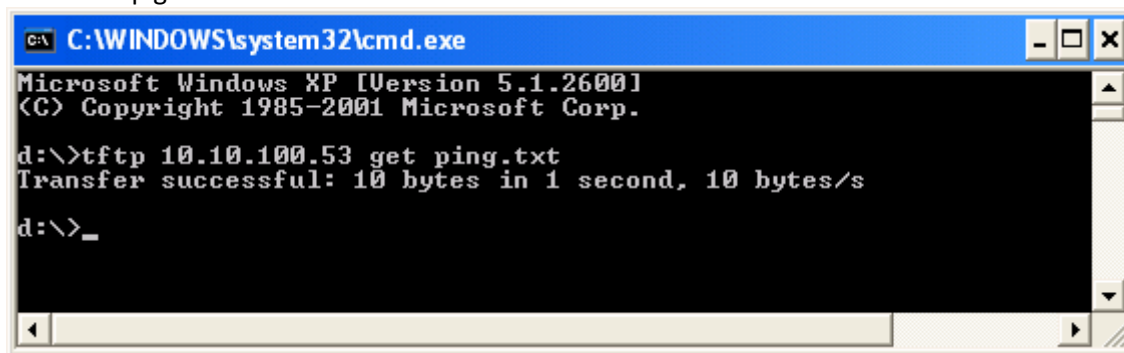 C:\WINDOWS\system32\cmd.exe
Microsoft Windows XP [Version 5.1.2600]
(C) Copyright 1985-2001 Microsoft Corp.
d:\>tftp 10.10.100.53 get ping.txt
Transfer successful: 10 bytes in 1 second, 10 bytes/s
d:\>_